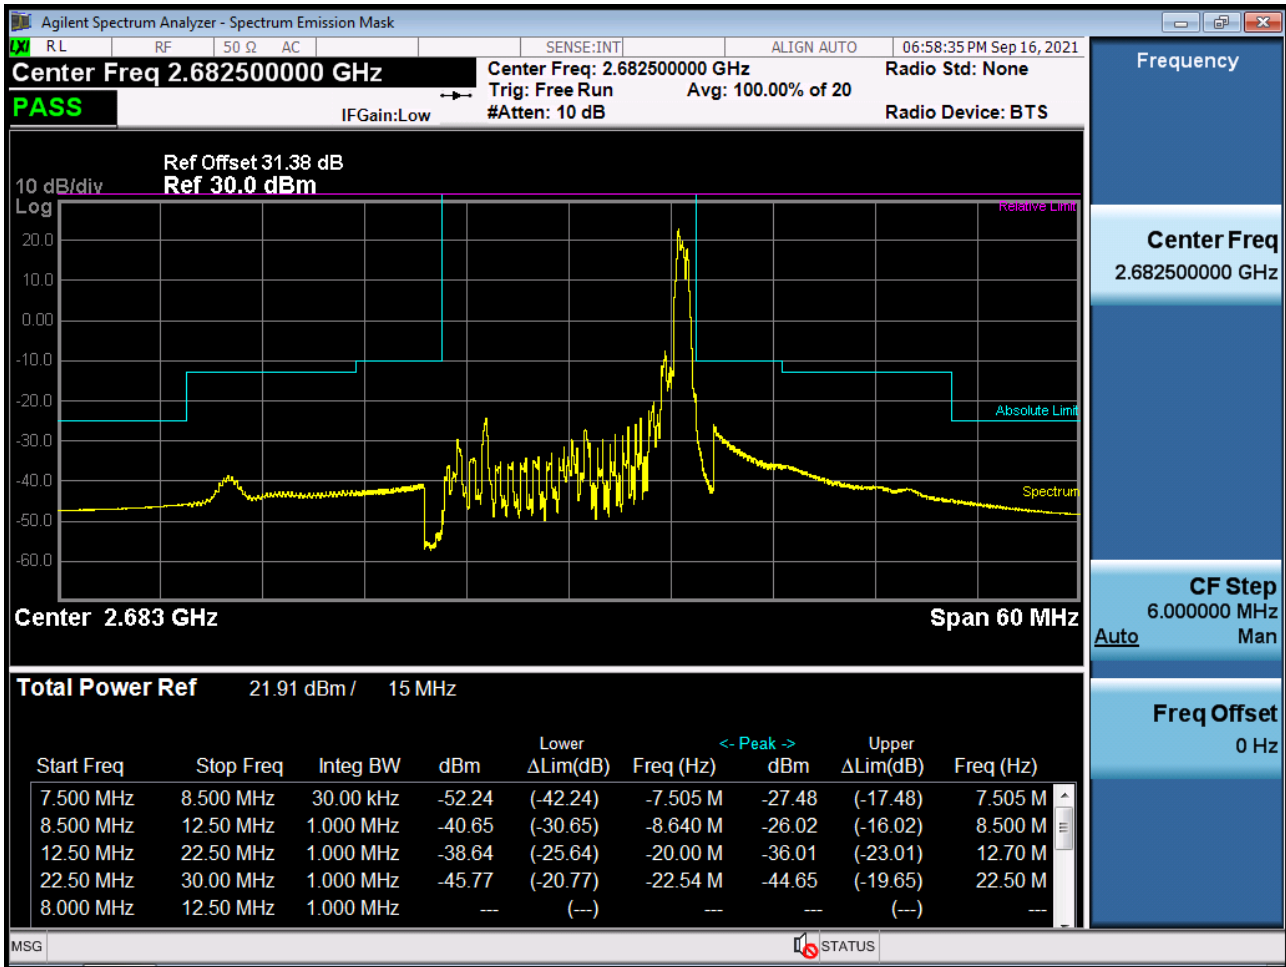 Agilent Spectrum Analyzer - Spectrum Emission Mask
LXI RL RF 50 Ω AC SENSE:INT ALIGN AUTO 06:58:35 PM Sep 16, 2021
Center Freq 2.682500000 GHz
Center Freq: 2.682500000 GHz
Radio Std: None
Trig: Free Run Avg: 100.00% of 20
PASS
IFGain:Low
#Atten: 10 dB
Radio Device: BTS
Ref Offset 31.38 dB
10 dB/div Ref 30.0 dBm
Log
Relative Limit
20.0
10.0
0.00
-10.0
-20.0
Absolute Limit
-30.0
-40.0
Spectrum
-50.0
-60.0
Center 2.683 GHz Span 60 MHz
Total Power Ref 21.91 dBm / 15 MHz
Lower <- Peak -> Upper
Start Freq Stop Freq Integ BW dBm ΔLim(dB) Freq (Hz) dBm ΔLim(dB) Freq (Hz)
7.500 MHz 8.500 MHz 30.00 kHz -52.24 (-42.24) -7.505 M -27.48 (-17.48) 7.505 M
8.500 MHz 12.50 MHz 1.000 MHz -40.65 (-30.65) -8.640 M -26.02 (-16.02) 8.500 M
12.50 MHz 22.50 MHz 1.000 MHz -38.64 (-25.64) -20.00 M -36.01 (-23.01) 12.70 M
22.50 MHz 30.00 MHz 1.000 MHz -45.77 (-20.77) -22.54 M -44.65 (-19.65) 22.50 M
8.000 MHz 12.50 MHz 1.000 MHz --- (---) --- --- (---) ---
MSG STATUS
Frequency
Center Freq
2.682500000 GHz
CF Step
6.000000 MHz
Auto Man
Freq Offset
0 Hz